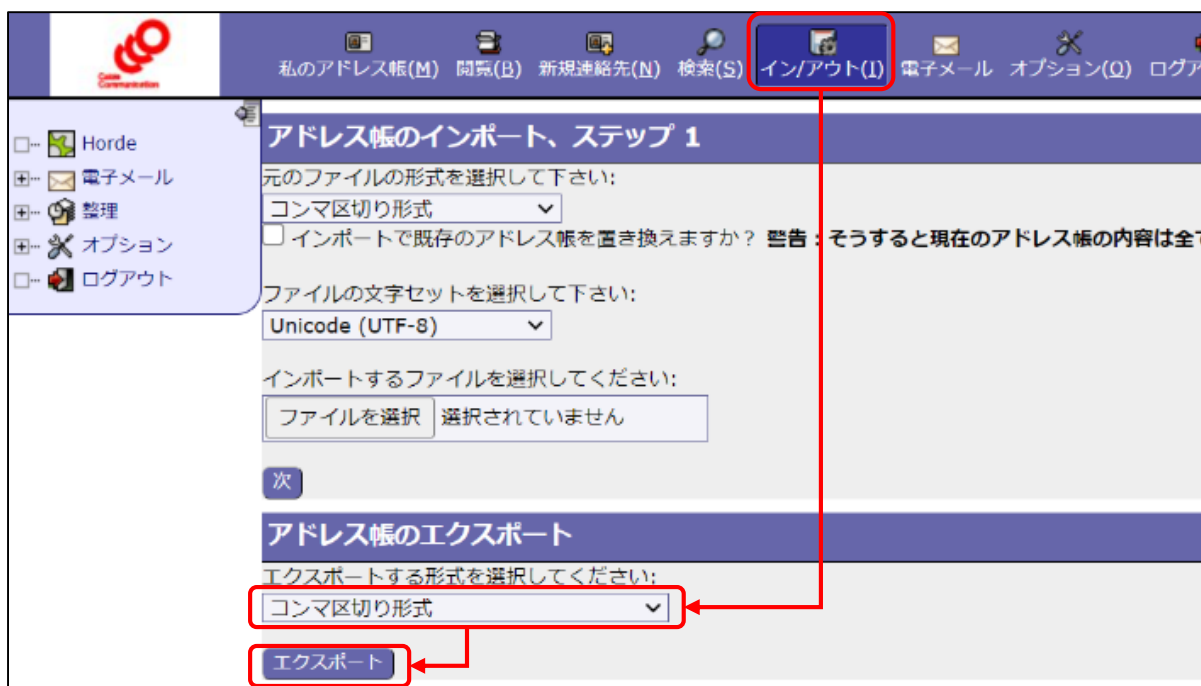 私のアドレス帳(M) 閲覧(B) 新規連絡先(N) 検索(S) イン/アウト(I) 電子メール オプション(O) ログア
Horde
電子メール
整理
オプション
ログアウト
アドレス帳のインポート、ステップ 1
元のファイルの形式を選択して下さい:
コンマ区切り形式
インポートで既存のアドレス帳を置き換えますか？ 警告：そうすると現在のアドレス帳の内容は全て
ファイルの文字セットを選択して下さい:
Unicode (UTF-8)
インポートするファイルを選択してください:
ファイルを選択 選択されていません
次
アドレス帳のエクスポート
エクスポートする形式を選択してください:
コンマ区切り形式
エクスポート